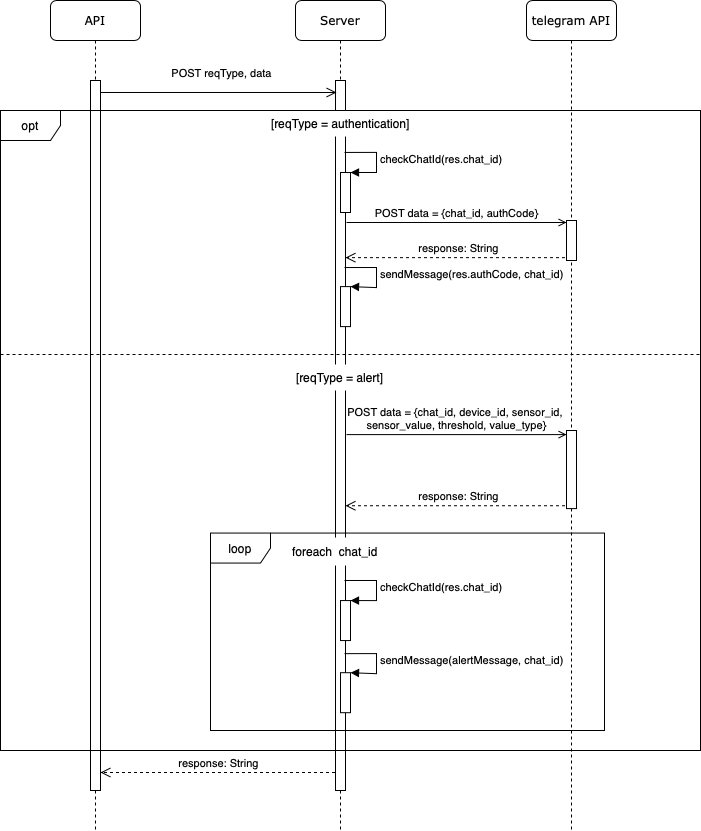 API
Server
telegram API
POST reqType, data
opt
[reqType = authentication]
checkChatId(res.chat_id)
POST data = {chat_id, authCode}
response: String
sendMessage(res.authCode, chat_id)
[reqType = alert]
POST data = {chat_id, device_id, sensor_id,
sensor_value, threshold, value_type}
response: String
loop
foreach chat_id
checkChatId(res.chat_id)
sendMessage(alertMessage, chat_id)
response: String